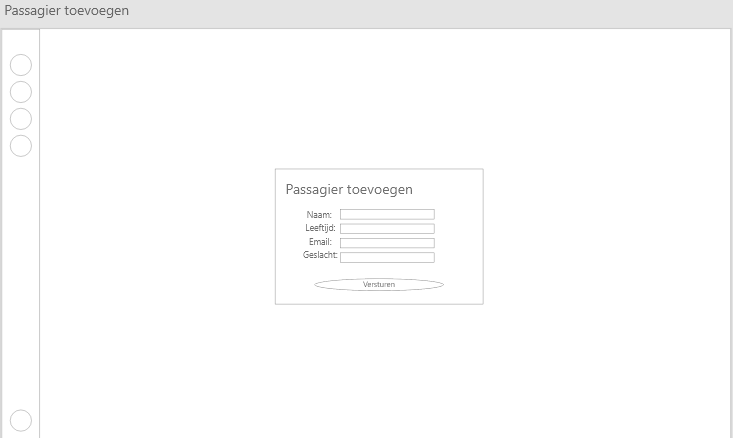 Passagier toevoegen
Passagier toevoegen
Naam:
Leeftijd:
Email:
Geslacht:
Versturen